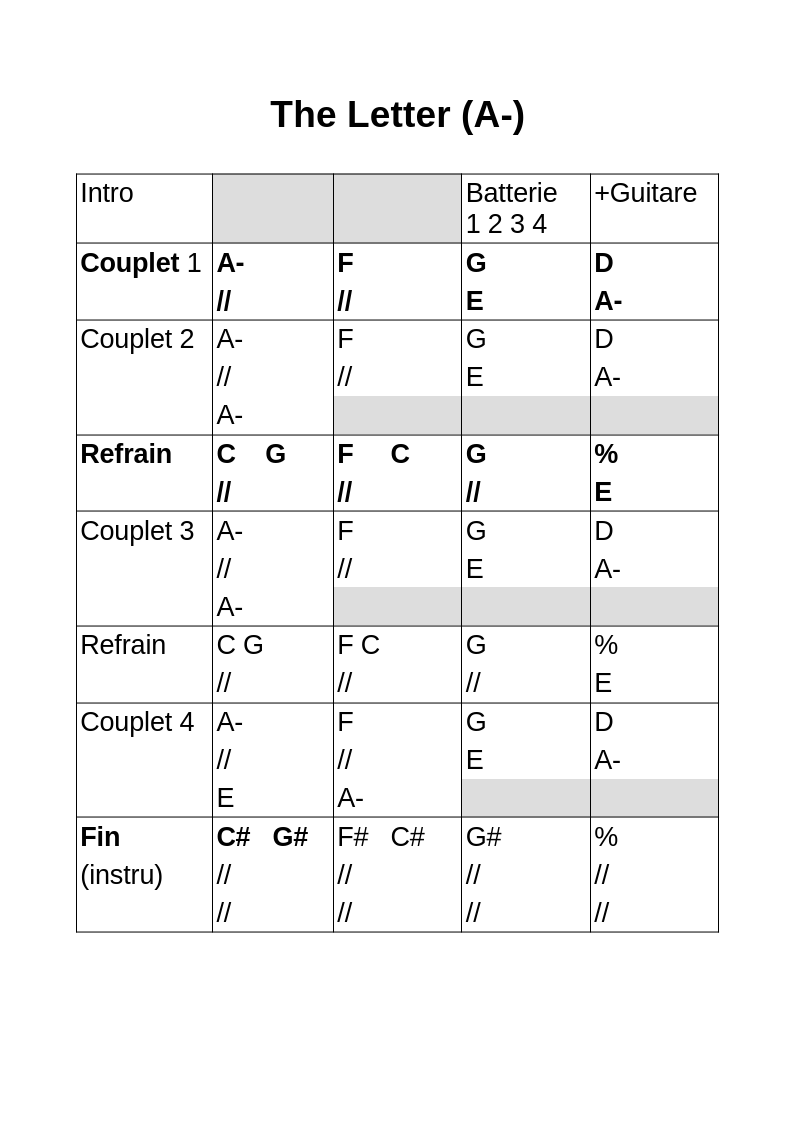 The Letter (A-)
Intro Batterie +Guitare
1 2 3 4
Couplet 1 A- F G D
// // E A-
Couplet 2 A- F G D
// // E A-
A-
Refrain C G F C G %
// // // E
Couplet 3 A- F G D
// // E A-
A-
Refrain C G F C G %
// // // E
Couplet 4 A- F G D
// // E A-
E A-
Fin C# G# F# C# G# %
(instru) // // // //
// // // //